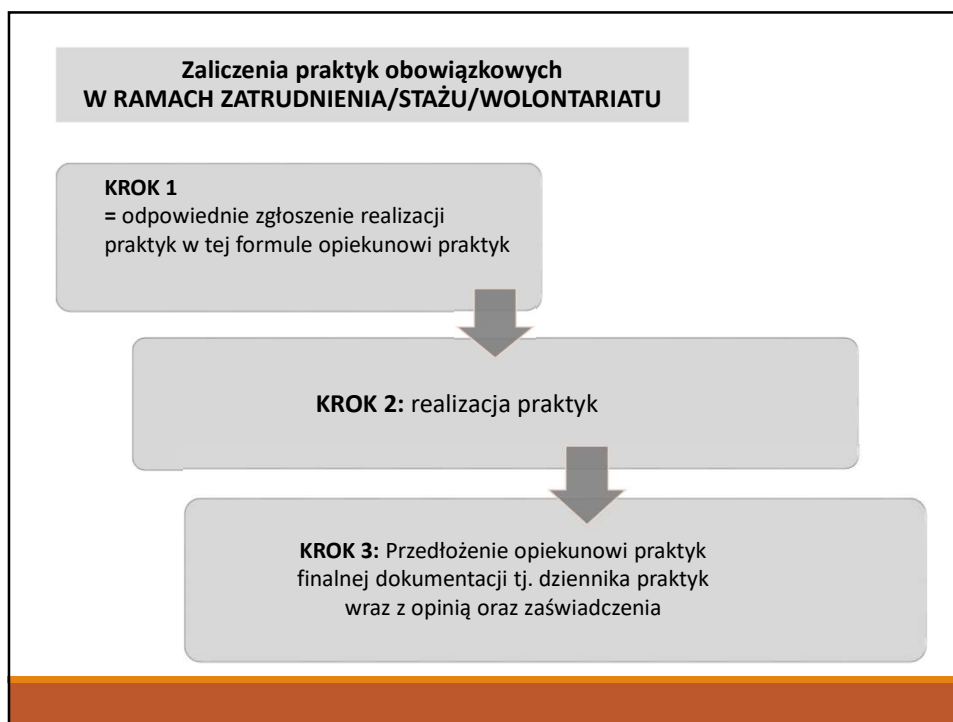 Zaliczenia praktyk obowiązkowych
W RAMACH ZATRUDNIENIA/STAŻU/WOLONTARIATU
KROK 1
= odpowiednie zgłoszenie realizacji
praktyk w tej formule opiekunowi praktyk
KROK 2: realizacja praktyk
KROK 3: Przedłożenie opiekunowi praktyk
finalnej dokumentacji tj. dziennika praktyk
wraz z opinią oraz zaświadczenia